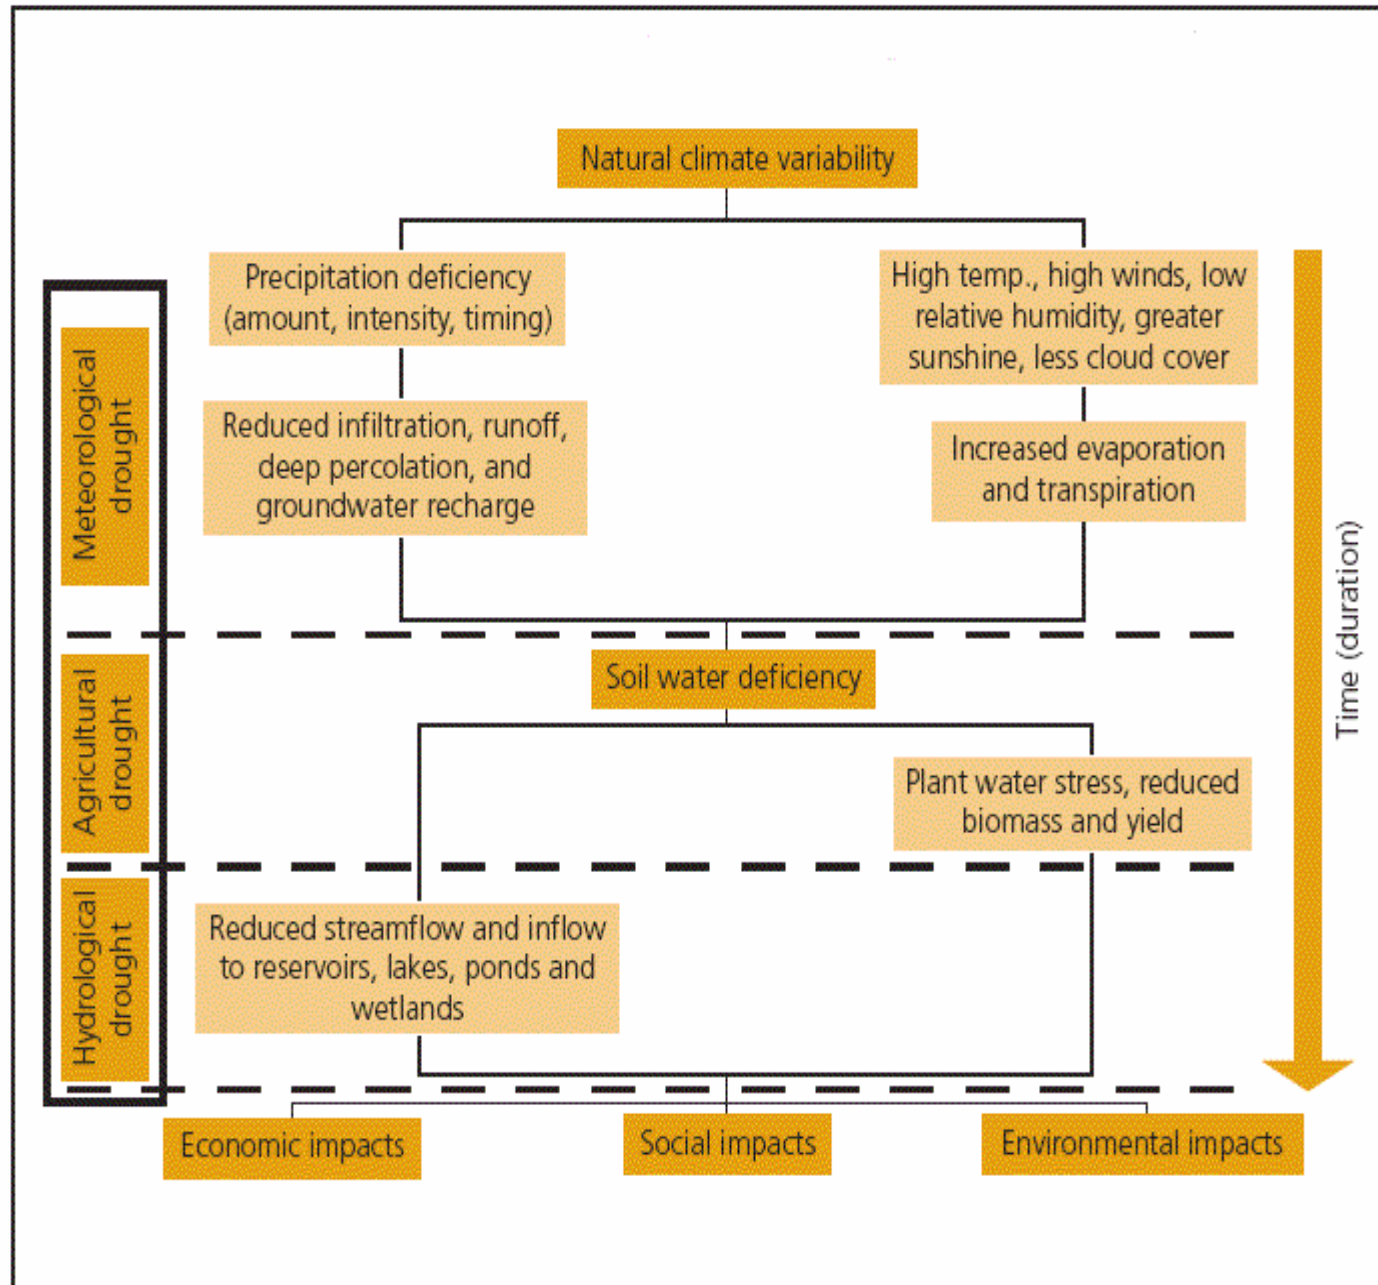 Natural climate variability
Precipitation deficiency
(amount, intensity, timing)
High temp., high winds, low
relative humidity, greater
sunshine, less cloud cover
Reduced infiltration, runoff,
deep percolation, and
groundwater recharge
Increased evaporation
and transpiration
Meteorological
drought
Time (duration)
Soil water deficiency
Agricultural
drought
Plant water stress, reduced
biomass and yield
Hydrological
drought
Reduced streamflow and inflow
to reservoirs, lakes, ponds and
wetlands
Economic impacts
Social impacts
Environmental impacts